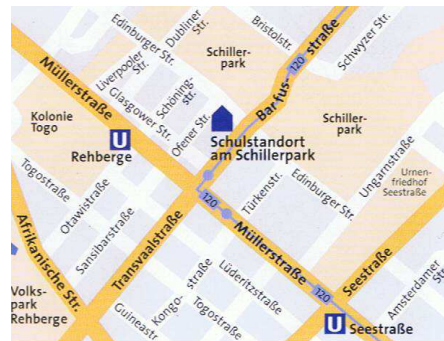 Edinburger Str.
Dubliner
Str.
Bristolstr.
Schwyzer Str.
Liverpooler
Str.
Schiller-
park
Barfus-
straße
120
Müllerstraße
Glasgower Str.
Schöning-
str.
Ofener Str.
Kolonie
Togo
U
Rehberge
Schulstandort
am Schillerpark
Schiller-
park
Ungarnstraße
Urnen-
friedhof
Seestraße
Togostraße
Otawistraße
Sansibarstraße
Afrikanische Str.
Transvaalstraße
120
Türkenstr.
Edinburger Str.
Müllerstraße
Seestraße
Amsterdamer
Str.
Volks-
park
Rehberge
Guineastr.
Kongo-
straße
Togostraße
Lüderitzstraße
120
U
Seestraße